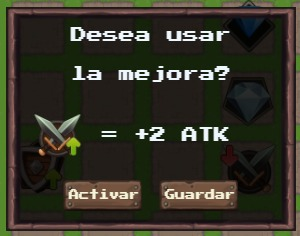 Desea usar
la mejora?
= +2 ATK
Activar Guardar